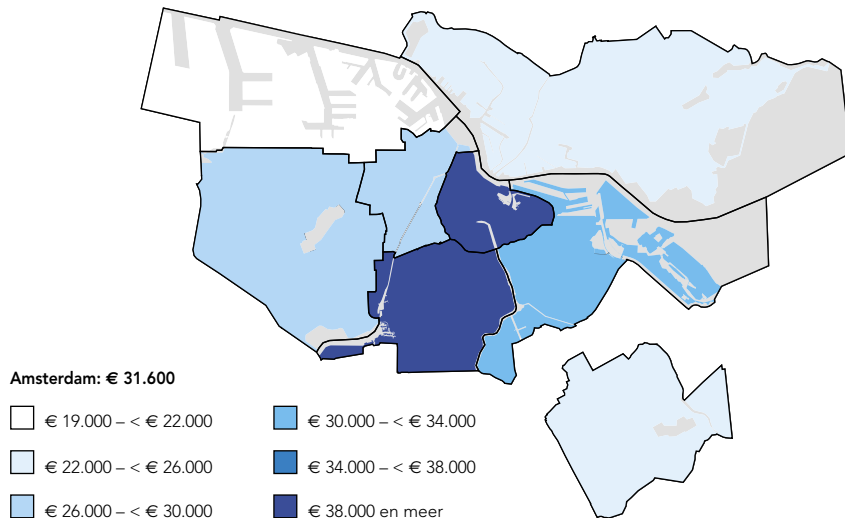 Amsterdam: € 31.600
€ 19.000 – < € 22.000
€ 22.000 – < € 26.000
€ 26.000 – < € 30.000
€ 30.000 – < € 34.000
€ 34.000 – < € 38.000
€ 38.000 en meer